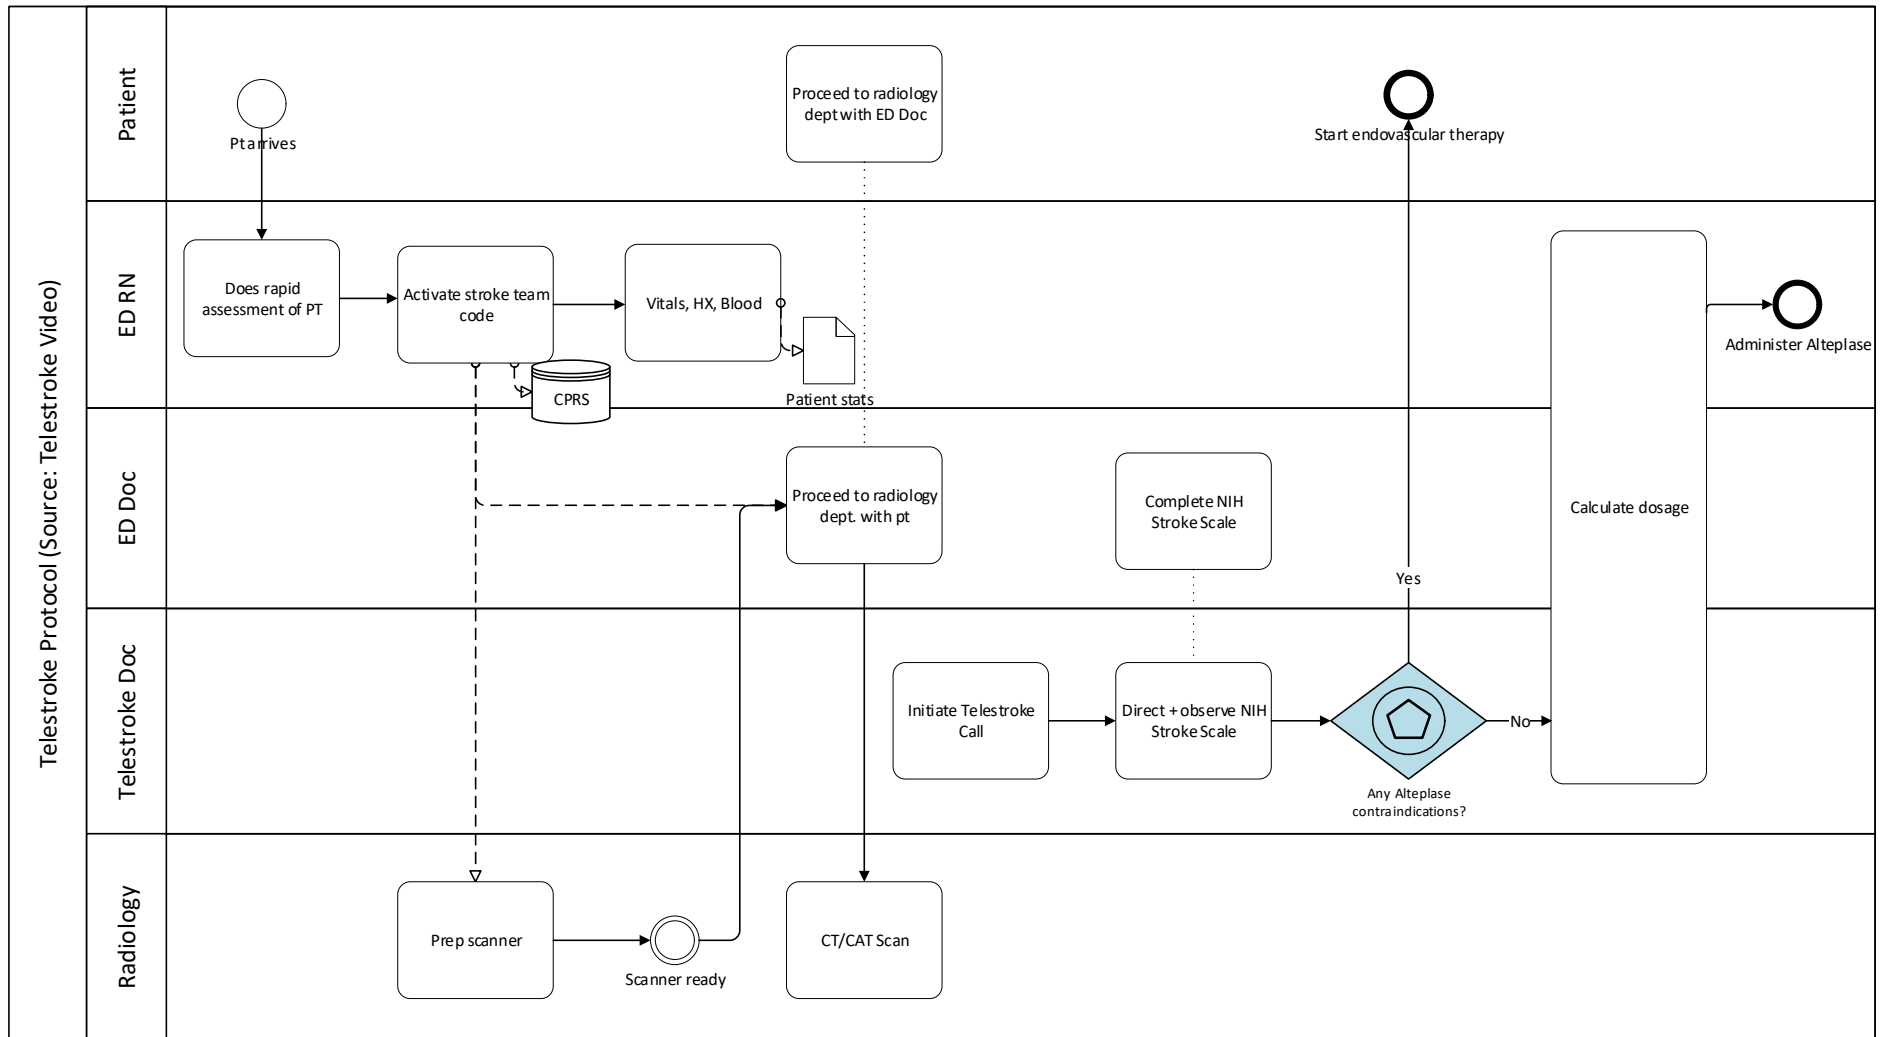 Telestroke Protocol (Source: Telestroke Video)
Patient
Pt arrives
Proceed to radiology
dept with ED Doc
Start endovascular therapy
ED RN
Does rapid
assessment of PT
Activate stroke team
code
Vitals, HX, Blood
CPRS
Patient stats
Administer Alteplase
ED Doc
Proceed to radiology
dept. with pt
Complete NIH
Stroke Scale
Yes
Calculate dosage
Telestroke Doc
Initiate Telestroke
Call
Direct + observe NIH
Stroke Scale
No
Any Alteplase
contraindications?
Radiology
Prep scanner
Scanner ready
CT/CAT Scan